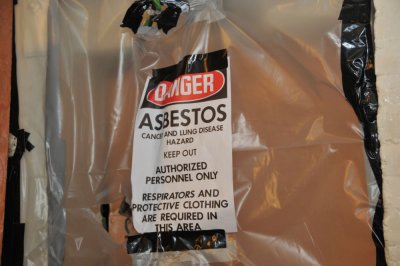 DANGER
ASBESTOS
CANCER AND LUNG DISEASE
HAZARD
KEEP OUT
AUTHORIZED
PERSONNEL ONLY
RESPIRATORS AND
PROTECTIVE CLOTHING
ARE REQUIRED IN
THIS AREA